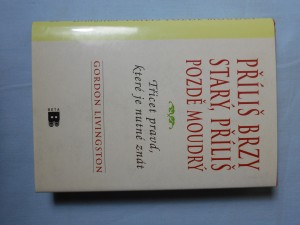 PŘÍLIŠ BRZY
STARÝ, PŘÍLIŠ
POZDĚ MOUDRÝ
Třicet pravd,
které je nutné znát
GORDON LIVINGSTON